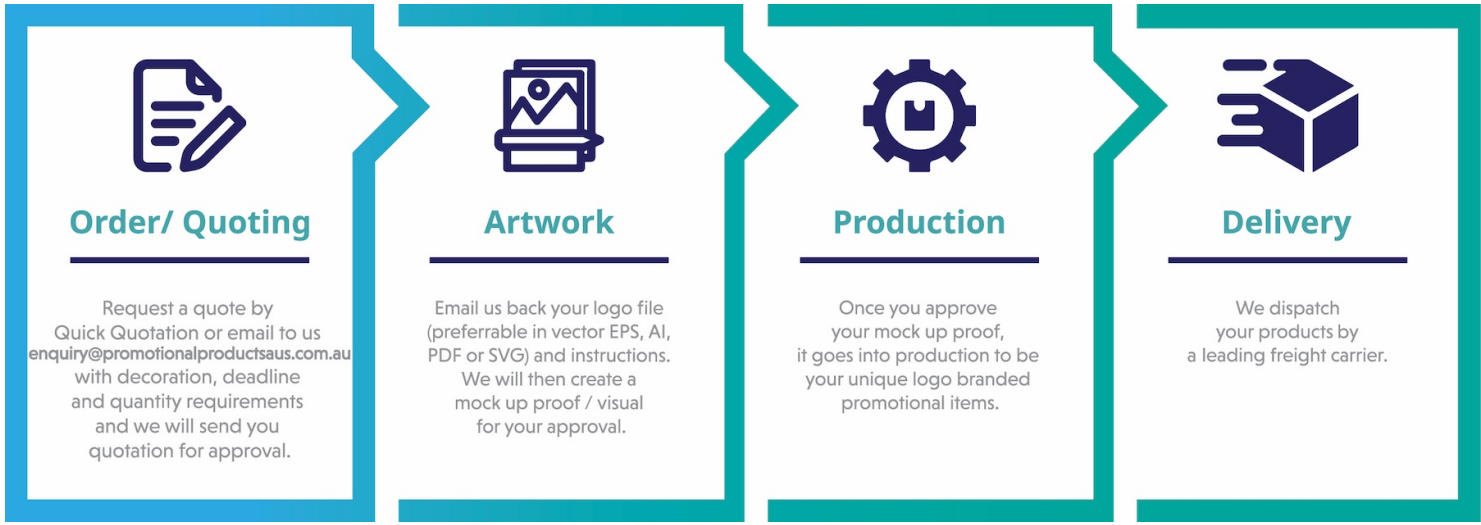 Order/ Quoting
Request a quote by
Quick Quotation or email to us
enquiry@promotionalproductsaus.com.au
with decoration, deadline
and quantity requirements
and we will send you
quotation for approval.
Artwork
Email us back your logo file
(preferrable in vector EPS, AI,
PDF or SVG) and instructions.
We will then create a
mock up proof / visual
for your approval.
Production
Once you approve
your mock up proof,
it goes into production to be
your unique logo branded
promotional items.
Delivery
We dispatch
your products by
a leading freight carrier.